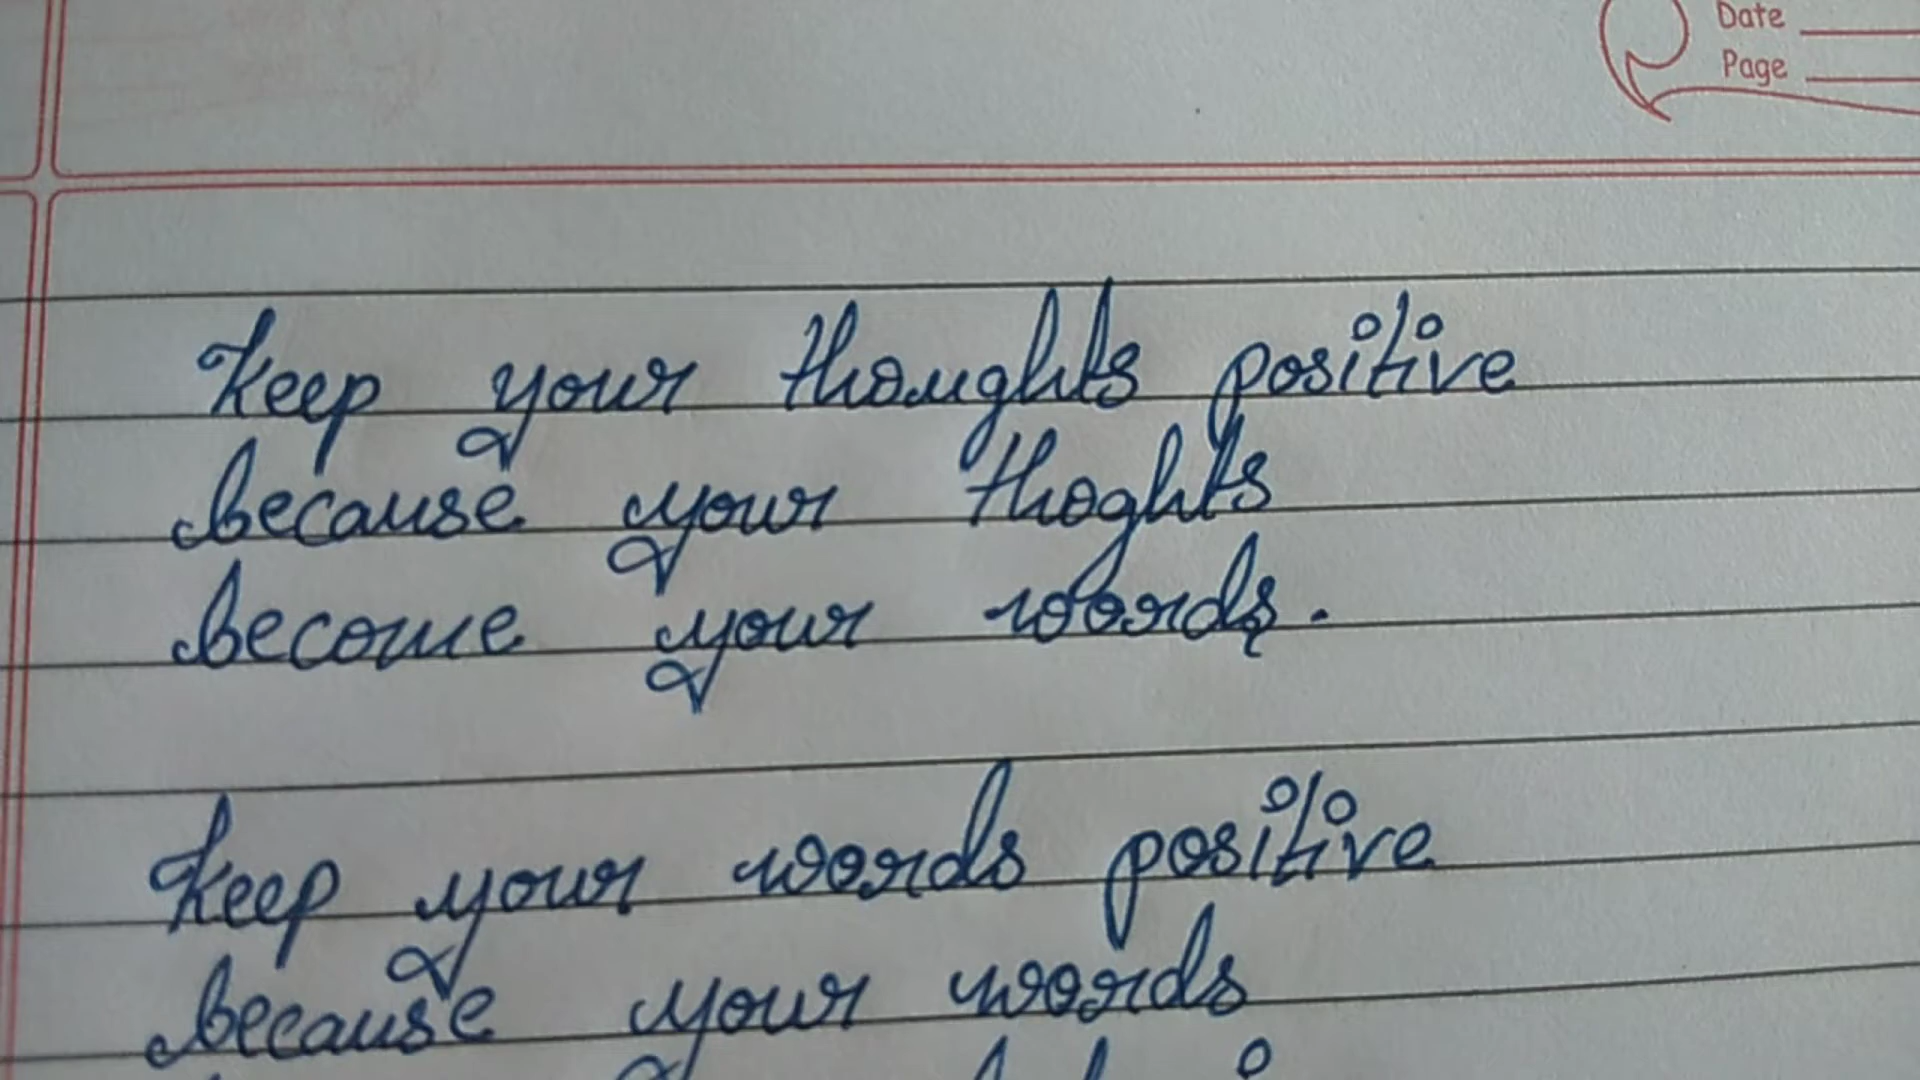 Date
Page
Keep your thoughts positive
because your thoghts
become your words.
Keep your words positive
because your words